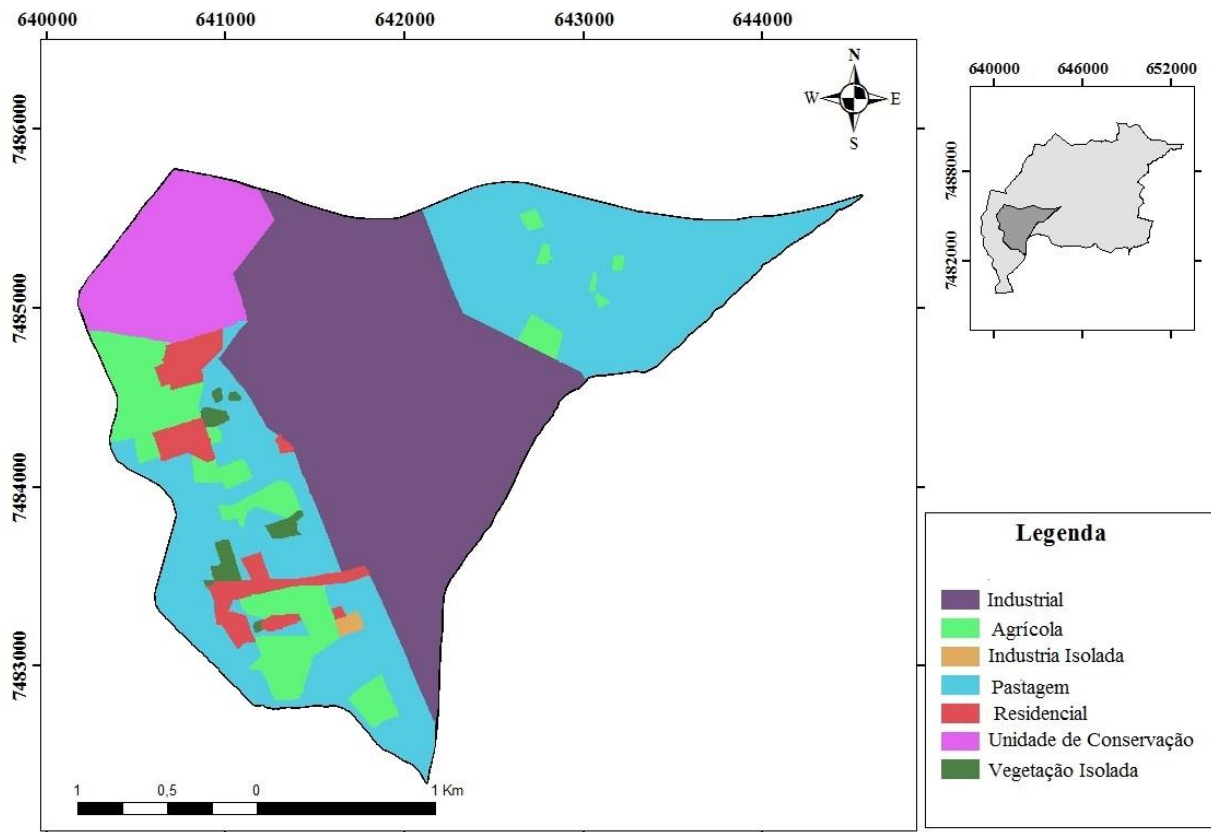 640000 641000 642000 643000 644000
7486000
7485000
7484000
7483000
N
W E
S
1 0,5 0 1 Km
640000 646000 652000
7488000
7482000
Legenda
Industrial
Agrícola
Industria Isolada
Pastagem
Residencial
Unidade de Conservação
Vegetação Isolada